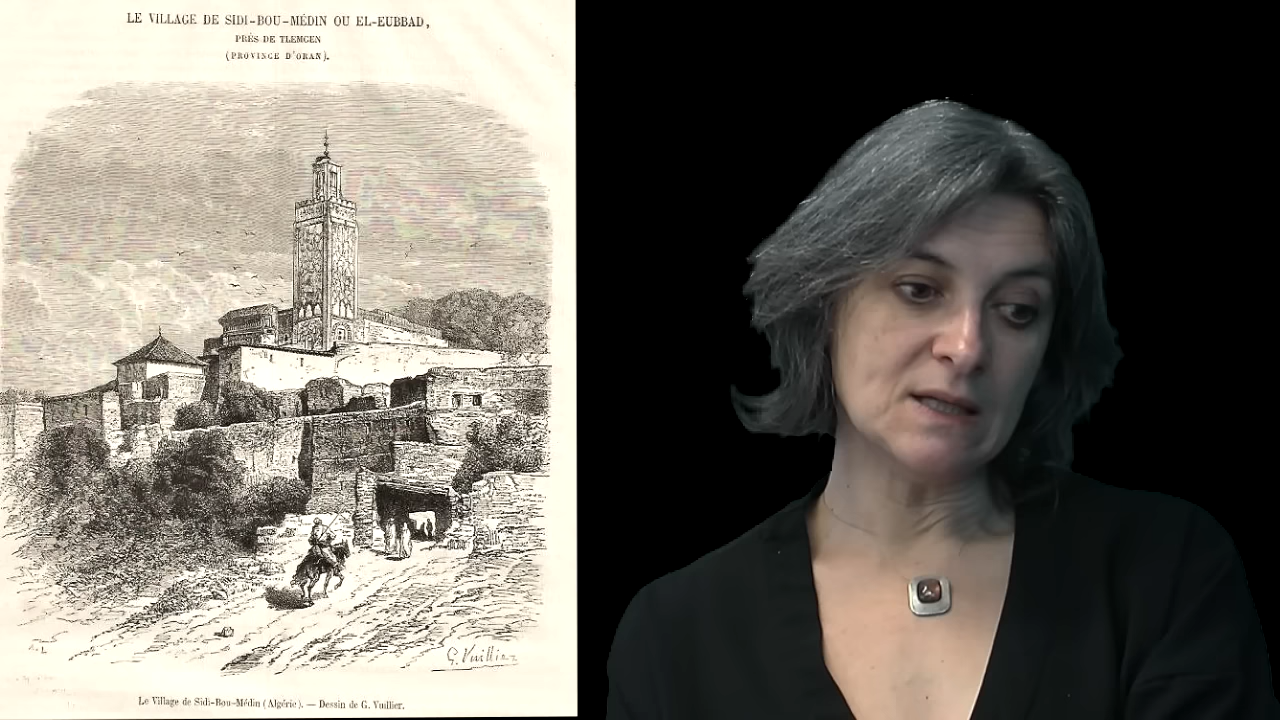 LE VILLAGE DE SIDI-BOU-MÉDIN OU EL-EUBBAD,
PRÈS DE TLEMCEN
(PROVINCE D'ORAN).
G. Vuillier
Le Village de Sidi-Bou-Médin (Algérie). — Dessin de G. Vuillier.